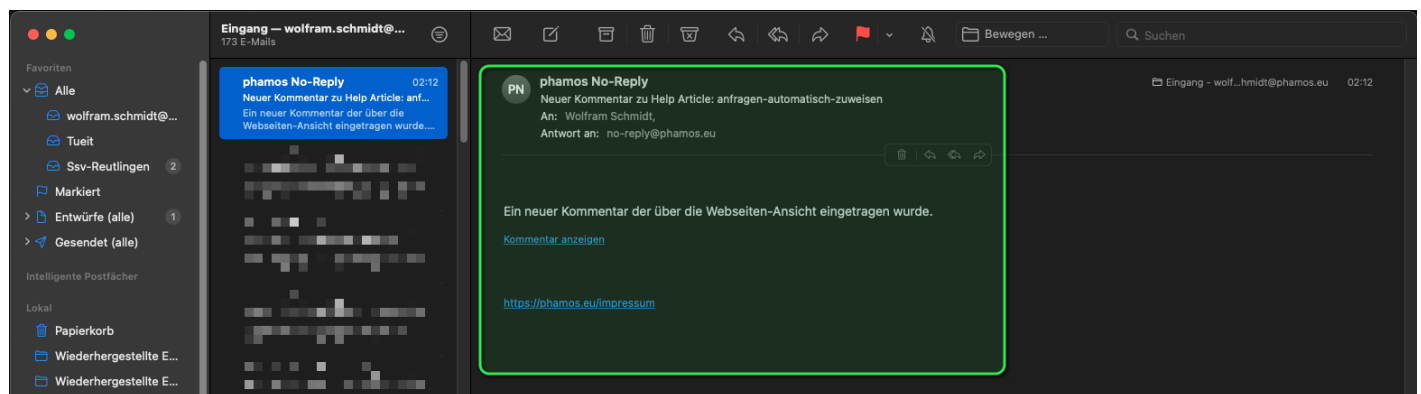 Eingang — wolfram.schmidt@...
173 E-Mails
Bewegen ...
Suchen
Favoriten
Alle
wolfram.schmidt@...
Tueit
Ssv-Reutlingen 2
Markiert
Entwürfe (alle) 1
Gesendet (alle)
Intelligente Postfächer
Lokal
Papierkorb
Wiederhergestellte E...
Wiederhergestellte E...
phamos No-Reply 02:12
Neuer Kommentar zu Help Article: anf...
Ein neuer Kommentar der über die
Webseiten-Ansicht eingetragen wurde....
PN
phamos No-Reply
Neuer Kommentar zu Help Article: anfragen-automatisch-zuweisen
An: Wolfram Schmidt,
Antwort an: no-reply@phamos.eu
Eingang - wolf...hmidt@phamos.eu 02:12
Ein neuer Kommentar der über die Webseiten-Ansicht eingetragen wurde.
Kommentar anzeigen
https://phamos.eu/impressum